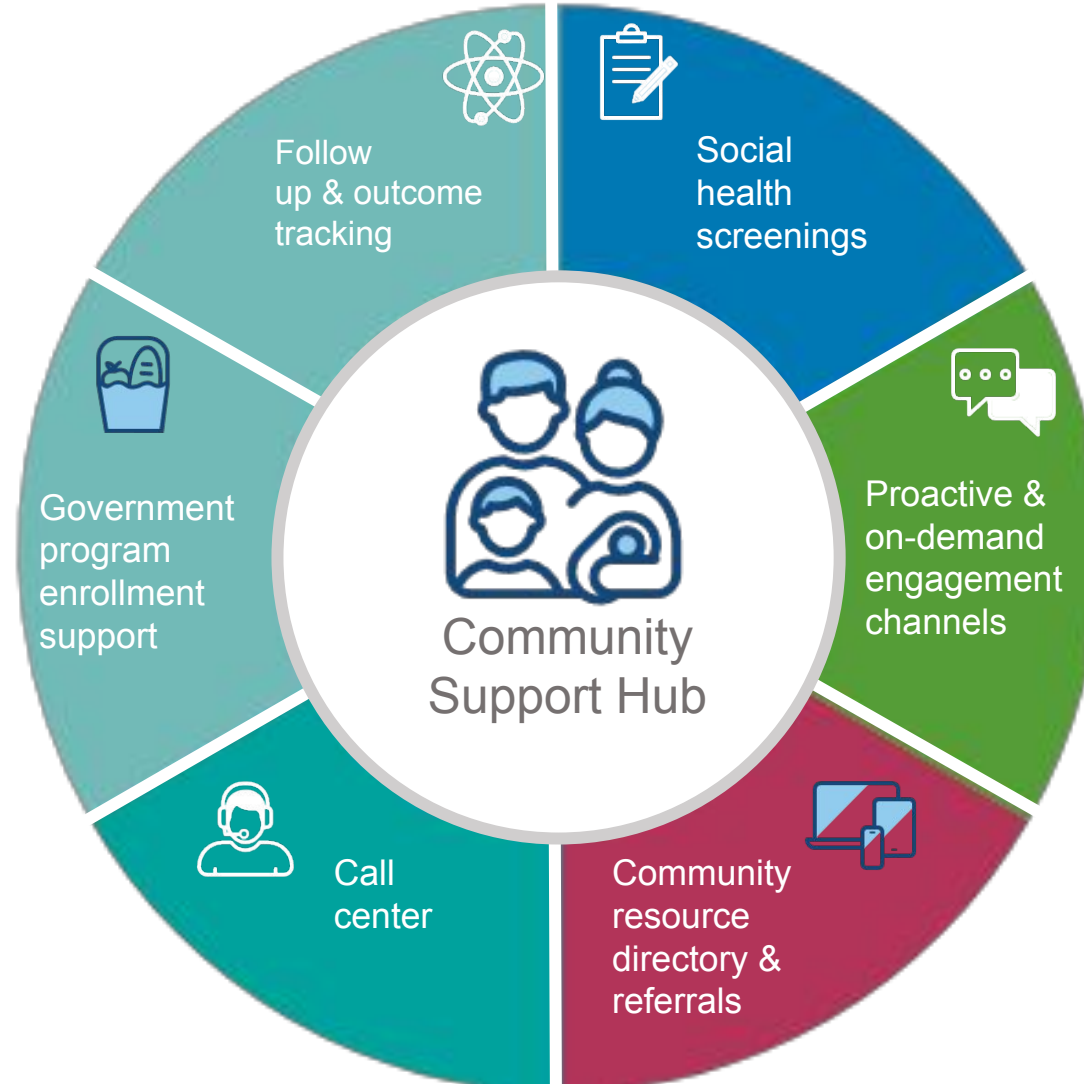 Follow
up & outcome
tracking
Social
health
screenings
Proactive &
on-demand
engagement
channels
Community
resource
directory &
referrals
Call
center
Government
program
enrollment
support
Community
Support Hub